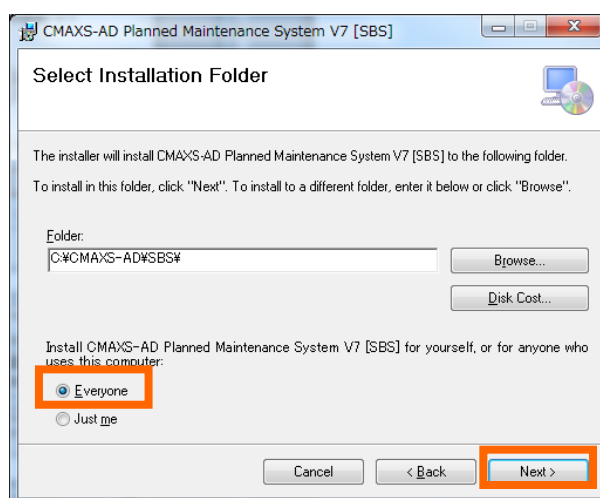 CMAXS-AD Planned Maintenance System V7 [SBS]
Select Installation Folder
The installer will install CMAXS-AD Planned Maintenance System V7 [SBS] to the following folder.
To install in this folder, click "Next". To install to a different folder, enter it below or click "Browse".
Folder:
C:¥CMAXS-AD¥SBS¥
Browse...
Disk Cost...
Install CMAXS-AD Planned Maintenance System V7 [SBS] for yourself, or for anyone who
uses this computer:
Everyone
Just me
Cancel
< Back
Next >